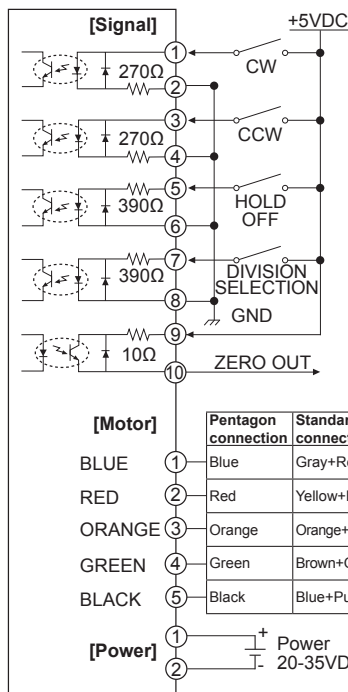 [Signal]
+5VDC
1
CW
270Ω
2
3
CCW
270Ω
4
5
HOLD
OFF
390Ω
6
7
DIVISION
SELECTION
390Ω
8
GND
9
10Ω
10
ZERO OUT
[Motor]
Pentagon
connection
BLUE 1 Blue
RED 2 Red
ORANGE 3 Orange
GREEN 4 Green
BLACK 5 Black
[Power]
1
+
Power
2
-